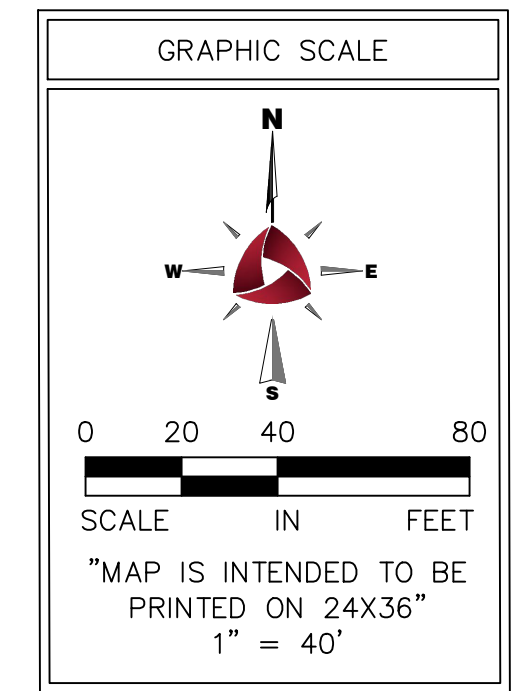 GRAPHIC SCALE
N
W E
S
0 20 40 80
SCALE IN FEET
"MAP IS INTENDED TO BE
PRINTED ON 24X36"
1" = 40'